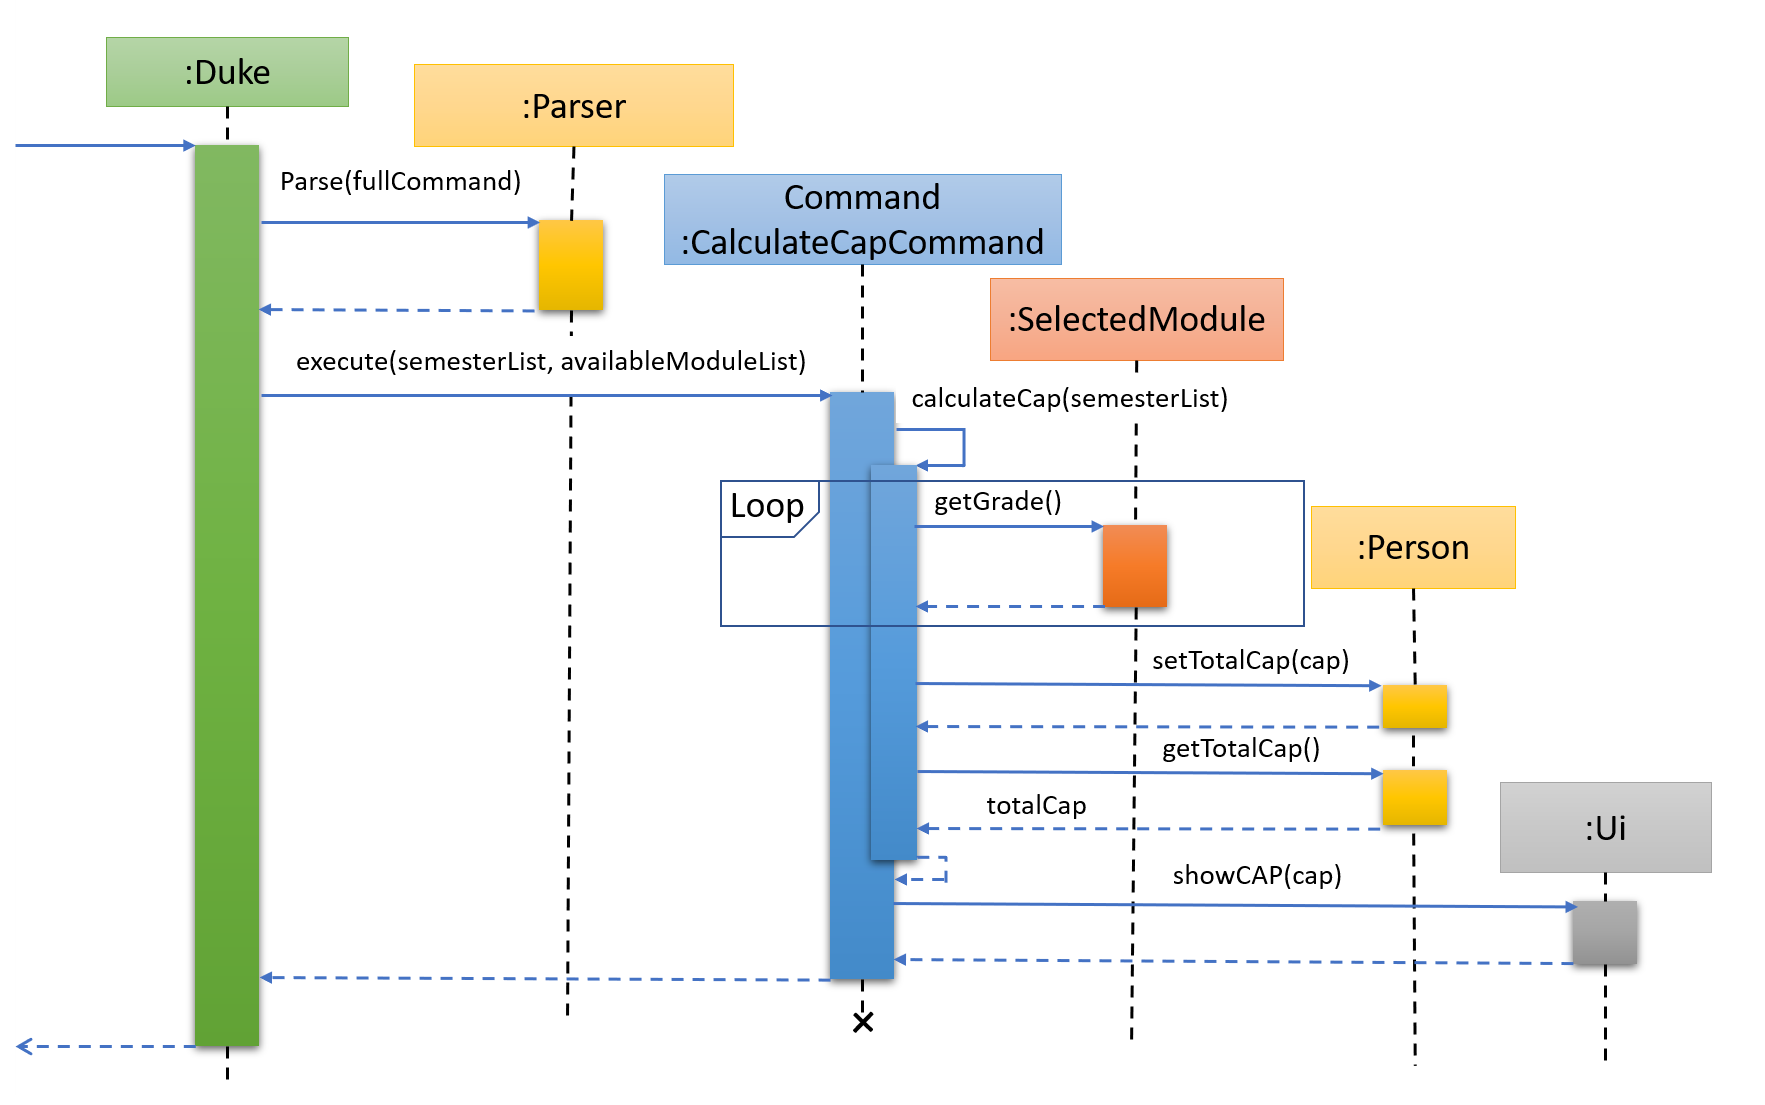 :Duke
:Parser
Parse(fullCommand)
Command
:CalculateCapCommand
:SelectedModule
execute(semesterList, availableModuleList)
calculateCap(semesterList)
Loop
getGrade()
:Person
setTotalCap(cap)
getTotalCap()
totalCap
:Ui
showCAP(cap)